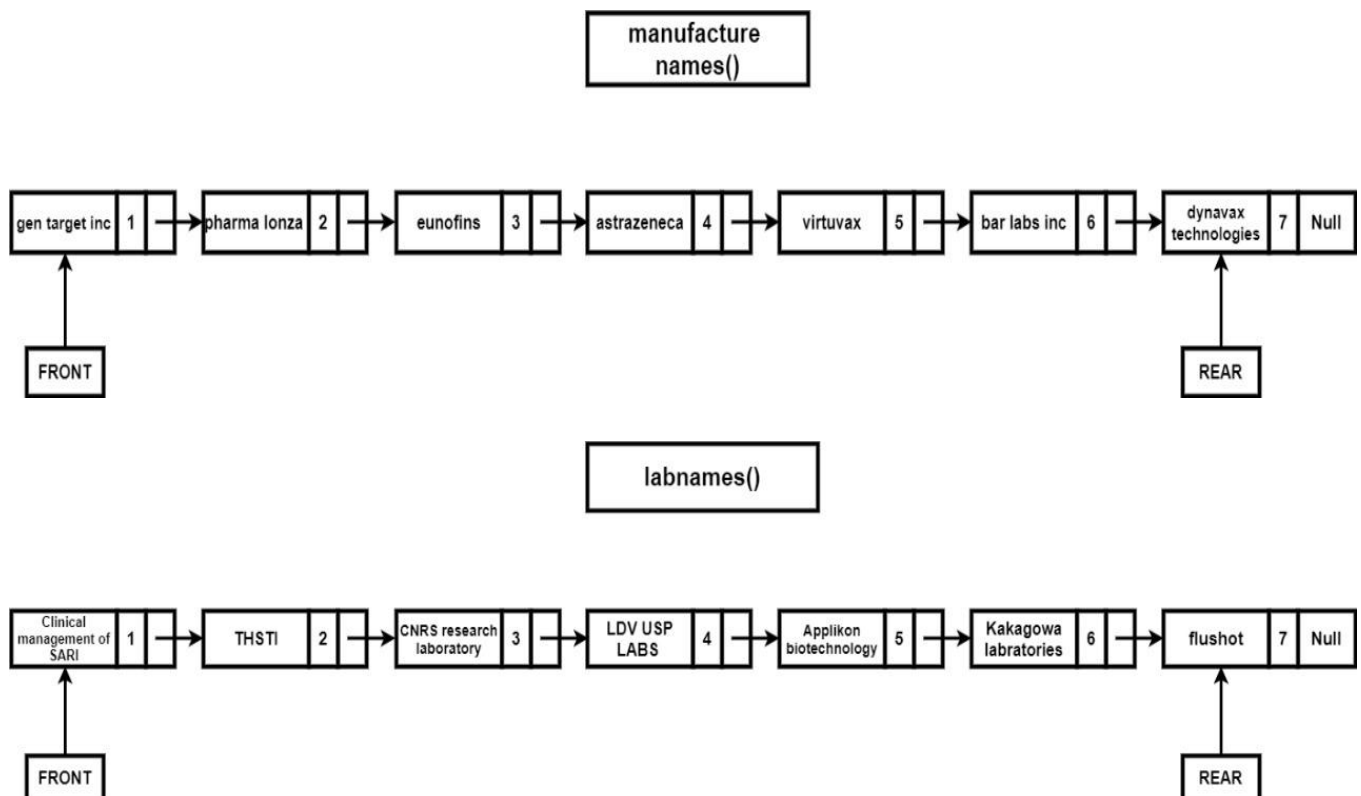 manufacture
names()
gen target inc 1
pharma lonza 2
eunofins 3
astrazeneca 4
virtuvax 5
bar labs inc 6
dynavax
technologies 7 Null
FRONT
REAR
labnames()
Clinical
management of
SARI 1
THSTI 2
CNRS research
laboratory 3
LDV USP
LABS 4
Applikon
biotechnology 5
Kakagowa
labratories 6
flushot 7 Null
FRONT
REAR